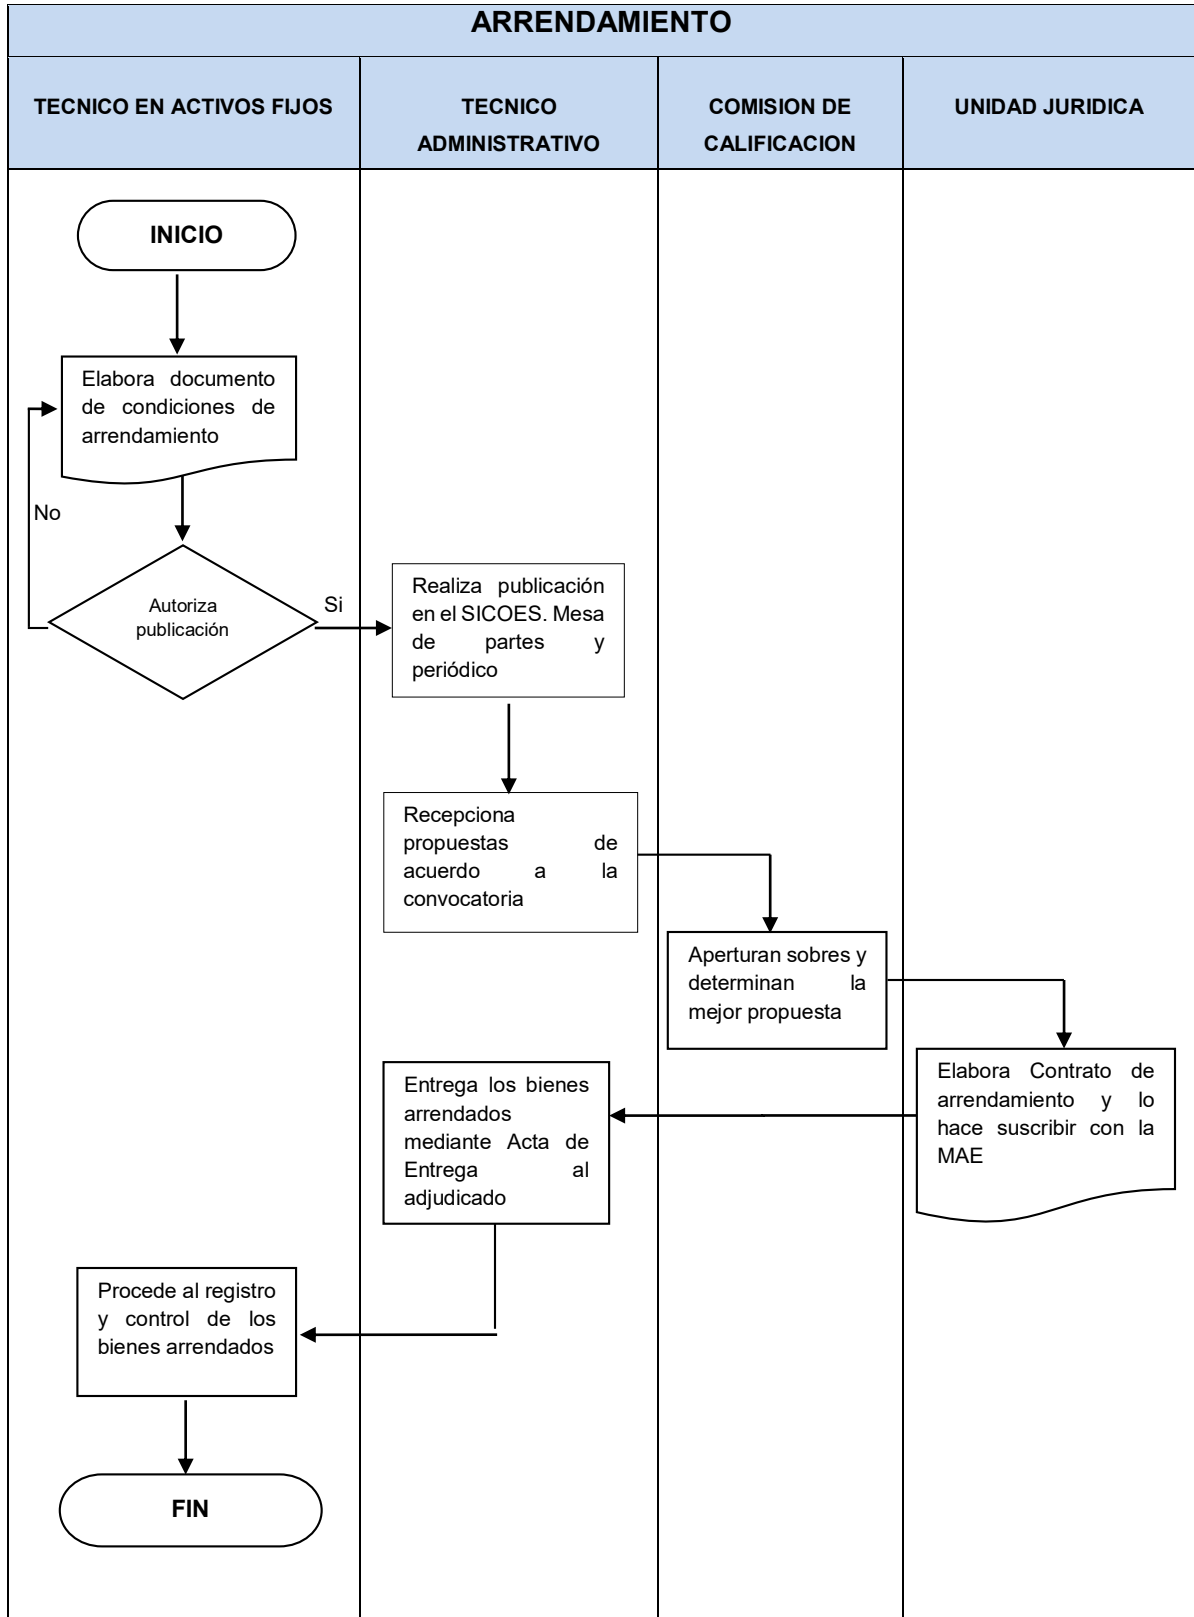 ARRENDAMIENTO
TECNICO EN ACTIVOS FIJOS
TECNICO
ADMINISTRATIVO
COMISION DE
CALIFICACION
UNIDAD JURIDICA
INICIO
Elabora documento
de condiciones de
arrendamiento
No
Autoriza
publicación
Si
Realiza publicación
en el SICOES. Mesa
de partes y
periódico
Recepciona
propuestas de
acuerdo a la
convocatoria
Aperturan sobres y
determinan la
mejor propuesta
Elabora Contrato de
arrendamiento y lo
hace suscribir con la
MAE
Entrega los bienes
arrendados
mediante Acta de
Entrega al
adjudicado
Procede al registro
y control de los
bienes arrendados
FIN